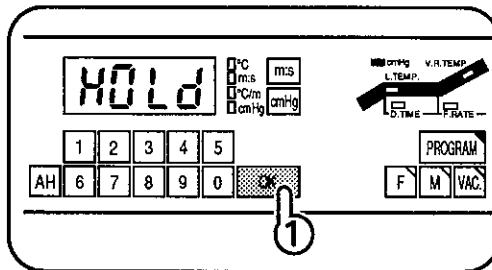 HOLd
°C
m:s
°C/m
cmHg
m:s
cmHg
cmHg V.R.TEMP.
L.TEMP.
D.TIME F.RATE
1 2 3 4 5
PROGRAM
AH 6 7 8 9 0 OK
F M VAC.
1